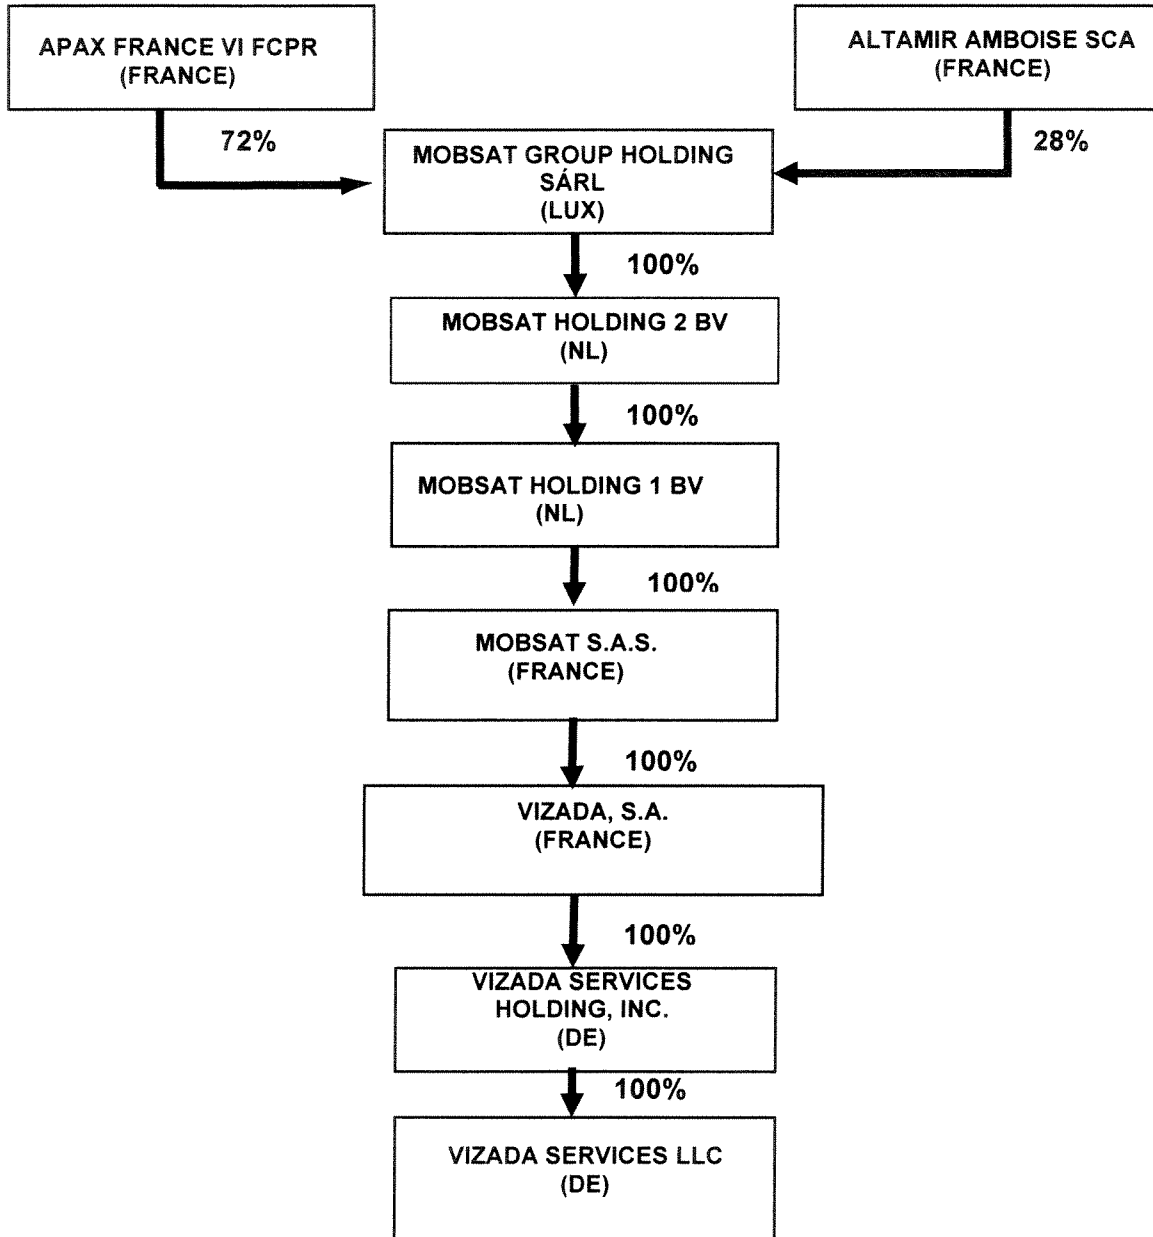 APAX FRANCE VI FCPR
(FRANCE)
ALTAMIR AMBOISE SCA
(FRANCE)
72%
28%
MOBSAT GROUP HOLDING
SÁRL
(LUX)
100%
MOBSAT HOLDING 2 BV
(NL)
100%
MOBSAT HOLDING 1 BV
(NL)
100%
MOBSAT S.A.S.
(FRANCE)
100%
VIZADA, S.A.
(FRANCE)
100%
VIZADA SERVICES
HOLDING, INC.
(DE)
100%
VIZADA SERVICES LLC
(DE)